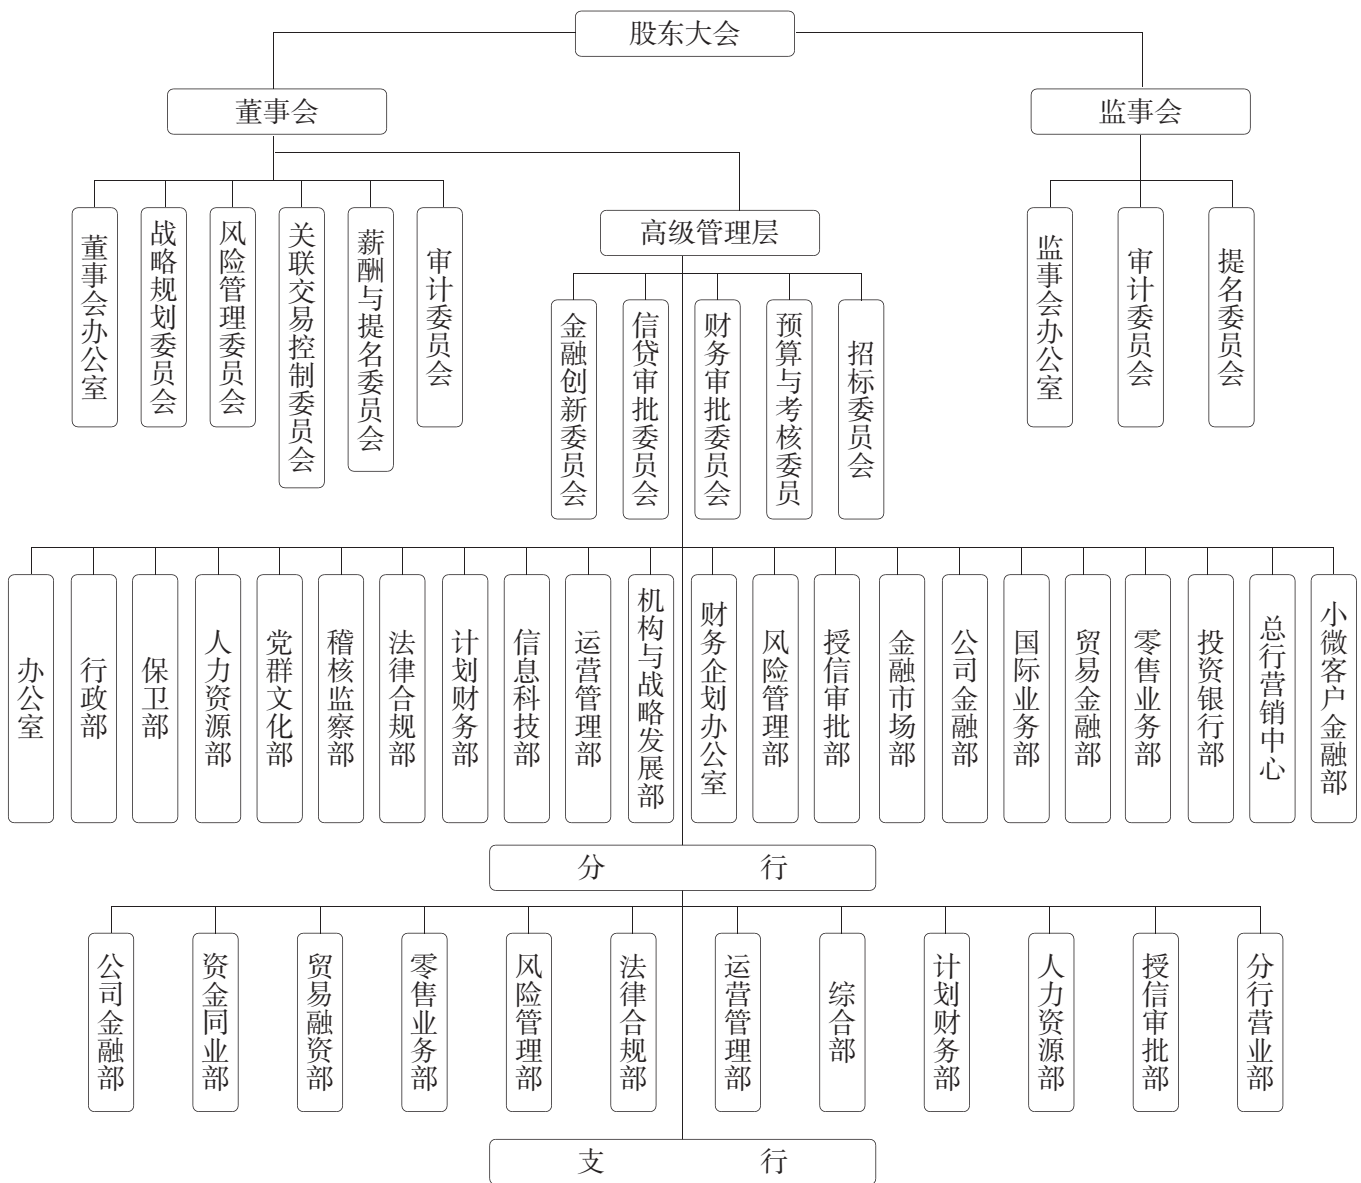 股东大会
董事会
监事会
董事会办公室
战略规划委员会
风险管理委员会
关联交易控制委员会
薪酬与提名委员会
审计委员会
高级管理层
监事会办公室
审计委员会
提名委员会
金融创新委员会
信贷审批委员会
财务审批委员会
预算与考核委员
招标委员会
办公室
行政部
保卫部
人力资源部
党群文化部
稽核监察部
法律合规部
计划财务部
信息科技部
运营管理部
机构与战略发展部
财务企划办公室
风险管理部
授信审批部
金融市场部
公司金融部
国际业务部
贸易金融部
零售业务部
投资银行部
总行营销中心
小微客户金融部
分 行
公司金融部
资金同业部
贸易融资部
零售业务部
风险管理部
法律合规部
运营管理部
综合部
计划财务部
人力资源部
授信审批部
分行营业部
支 行